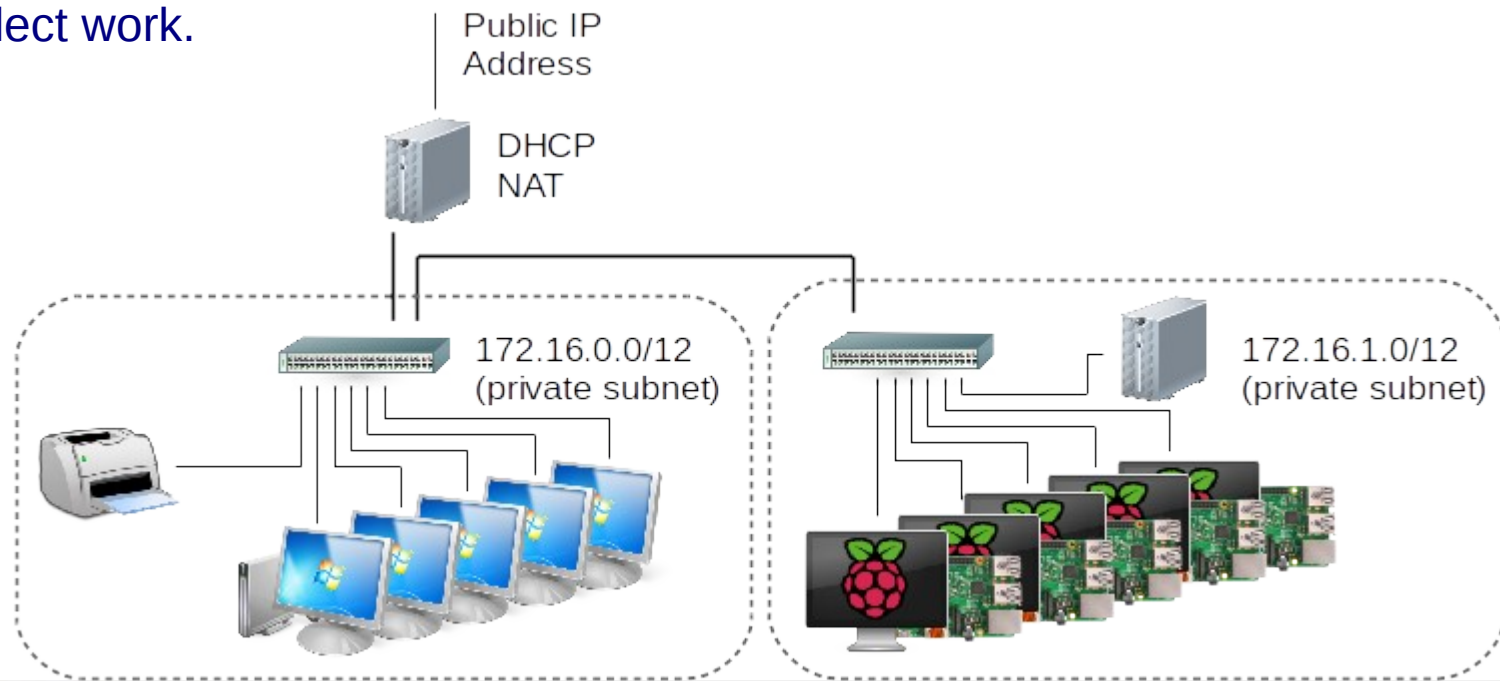 lect work.
Public IP
Address
DHCP
NAT
172.16.0.0/12
(private subnet)
172.16.1.0/12
(private subnet)